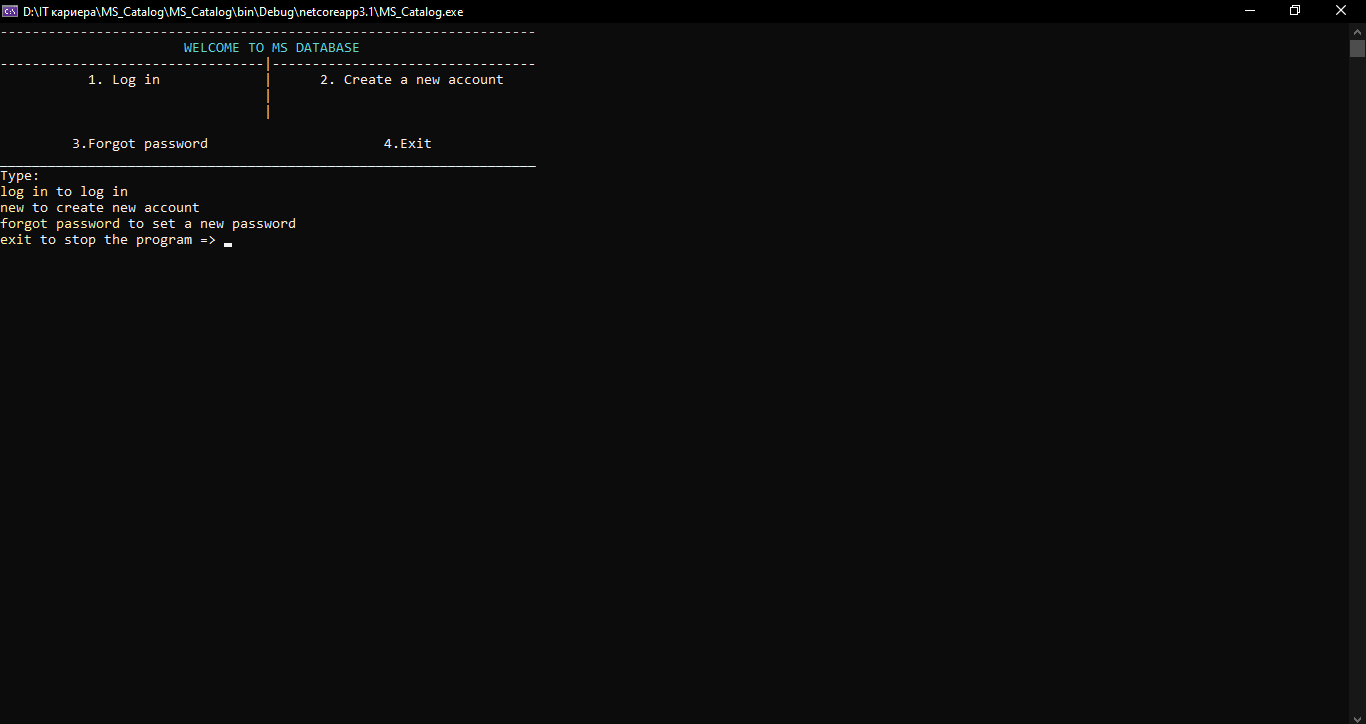 D:\IT кариера\MS_Catalog\MS_Catalog\bin\Debug\netcoreapp3.1\MS_Catalog.exe
WELCOME TO MS DATABASE
1. Log in | 2. Create a new account
3.Forgot password 4.Exit
Type:
log in to log in
new to create new account
forgot password to set a new password
exit to stop the program =>